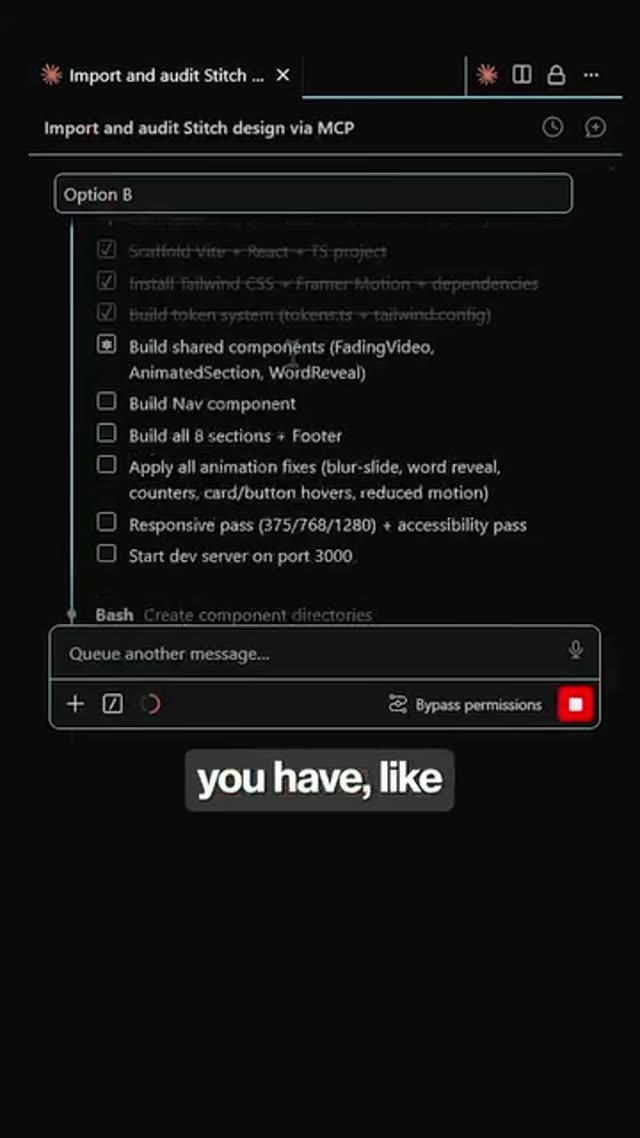 Import and audit Stitch ...
Import and audit Stitch design via MCP
Option B
Scaffold Vite + React + TS project
Install Tailwind CSS + Framer Motion + dependencies
Build token system (tokens.ts + tailwind.config)
Build shared components (FadingVideo,
AnimatedSection, WordReveal)
Build Nav component
Build all 8 sections + Footer
Apply all animation fixes (blur-slide, word reveal,
counters, card/button hovers, reduced motion)
Responsive pass (375/768/1280) + accessibility pass
Start dev server on port 3000
Bash Create component directories
Queue another message...
Bypass permissions
you have, like